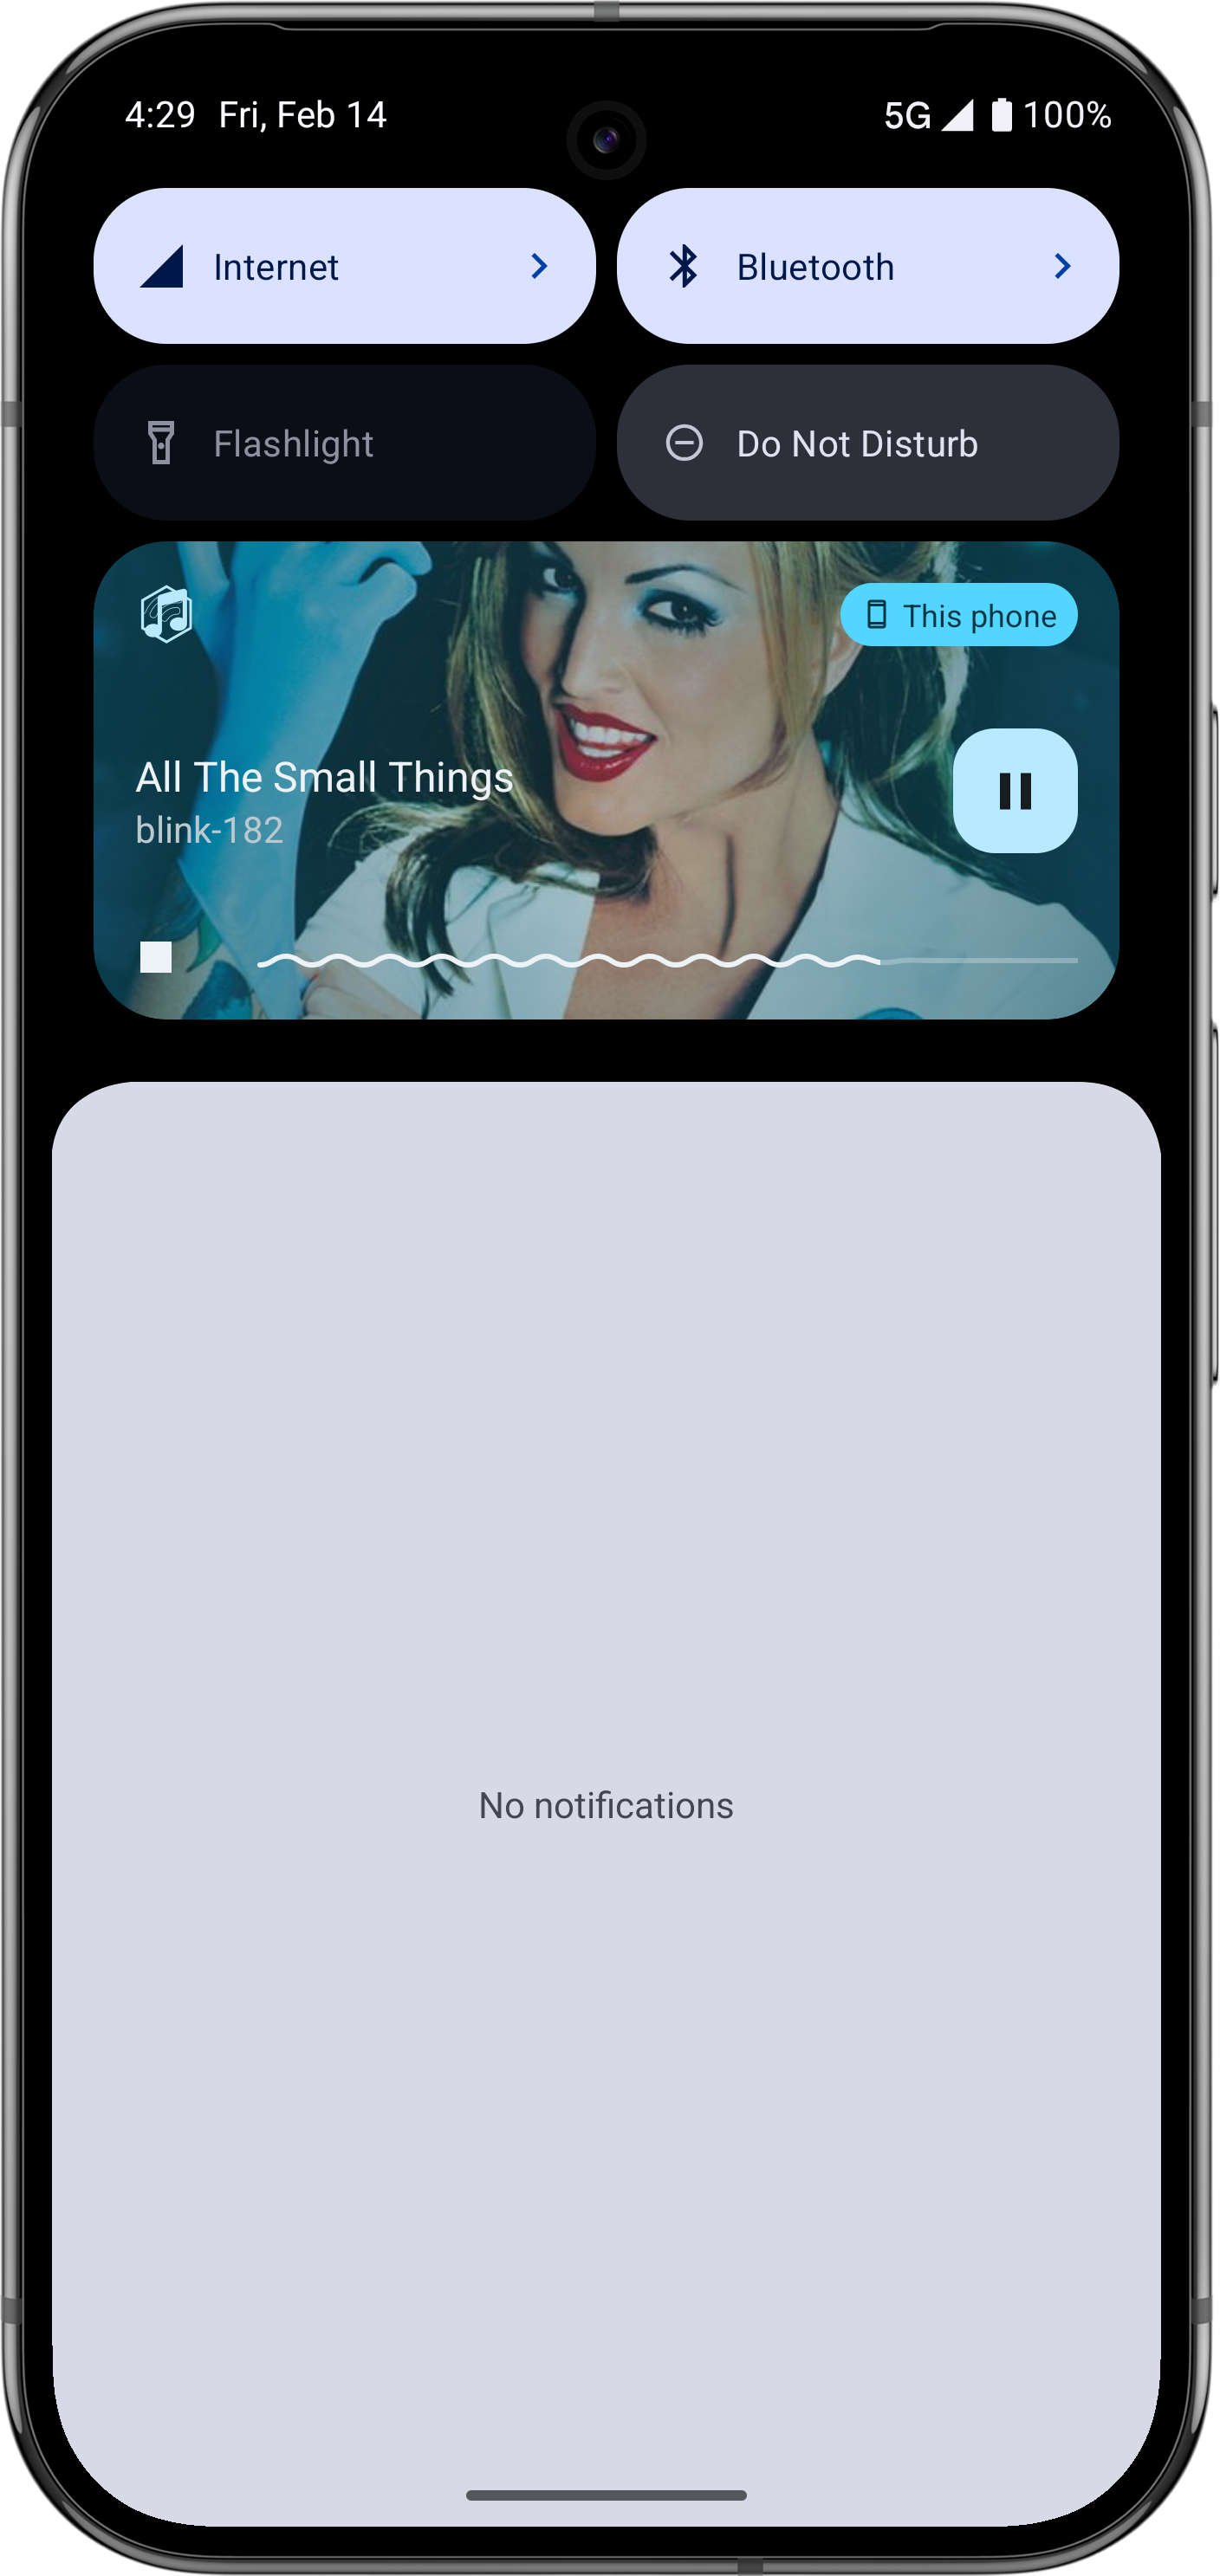 4:29 Fri, Feb 14 5G 100%
Internet Bluetooth
Flashlight Do Not Disturb
This phone
All The Small Things
blink-182
No notifications